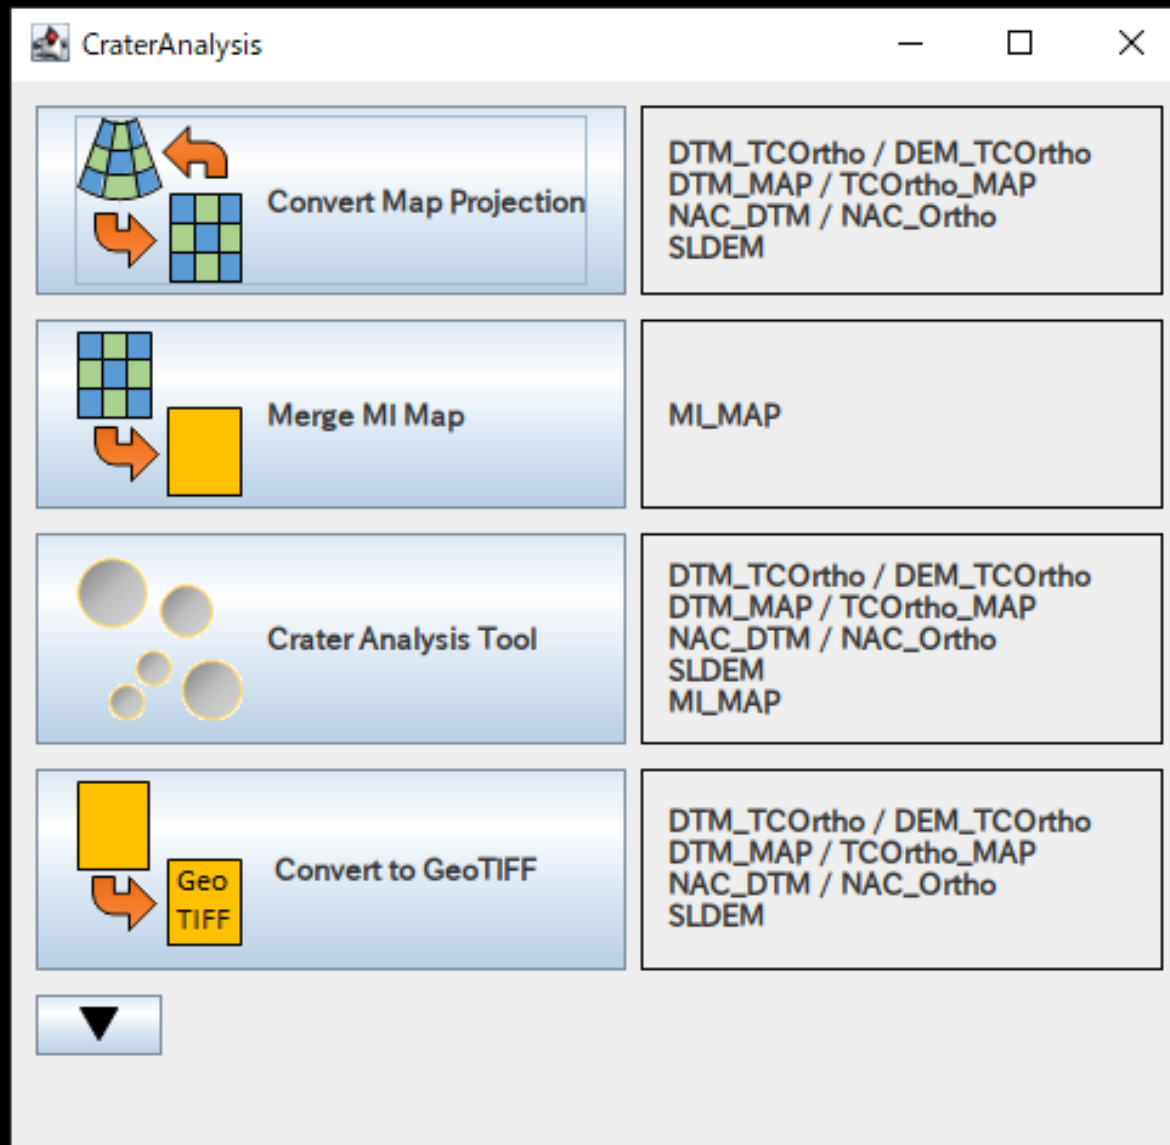 CraterAnalysis
Convert Map Projection
DTM_TCOrtho / DEM_TCOrtho
DTM_MAP / TCOrtho_MAP
NAC_DTM / NAC_Ortho
SLDEM
Merge MI Map
MI_MAP
Crater Analysis Tool
DTM_TCOrtho / DEM_TCOrtho
DTM_MAP / TCOrtho_MAP
NAC_DTM / NAC_Ortho
SLDEM
MI_MAP
Geo
TIFF
Convert to GeoTIFF
DTM_TCOrtho / DEM_TCOrtho
DTM_MAP / TCOrtho_MAP
NAC_DTM / NAC_Ortho
SLDEM